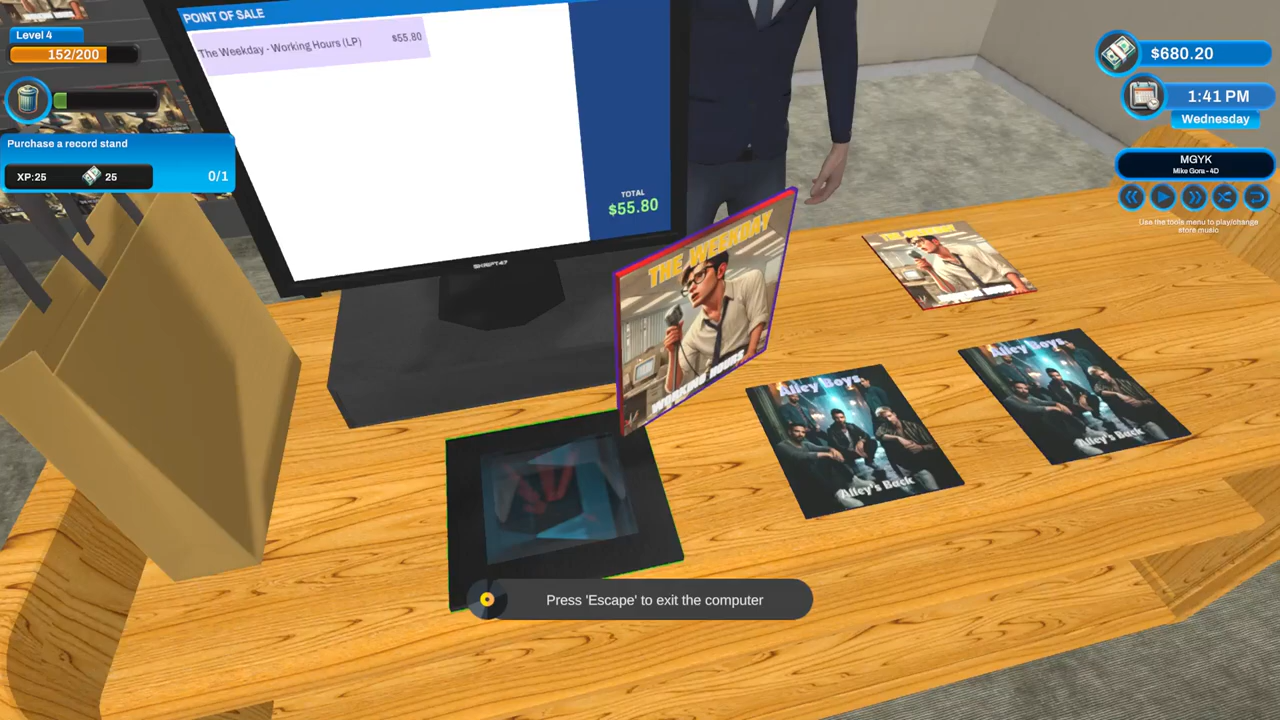 Level 4
152/200
Purchase a record stand
XP:25 25 0/1
POINT OF SALE
The Weekday - Working Hours (LP) $55.80
TOTAL
$55.80
$680.20
1:41 PM
Wednesday
MGYK
Mike Gora - 4D
Use the tools menu to play/change
store music
THE WEEKDAY
WORKING HOURS
THE WEEKDAY
Alley Boys
Alley's Back
Alley Boys
Alley's Back
Press 'Escape' to exit the computer